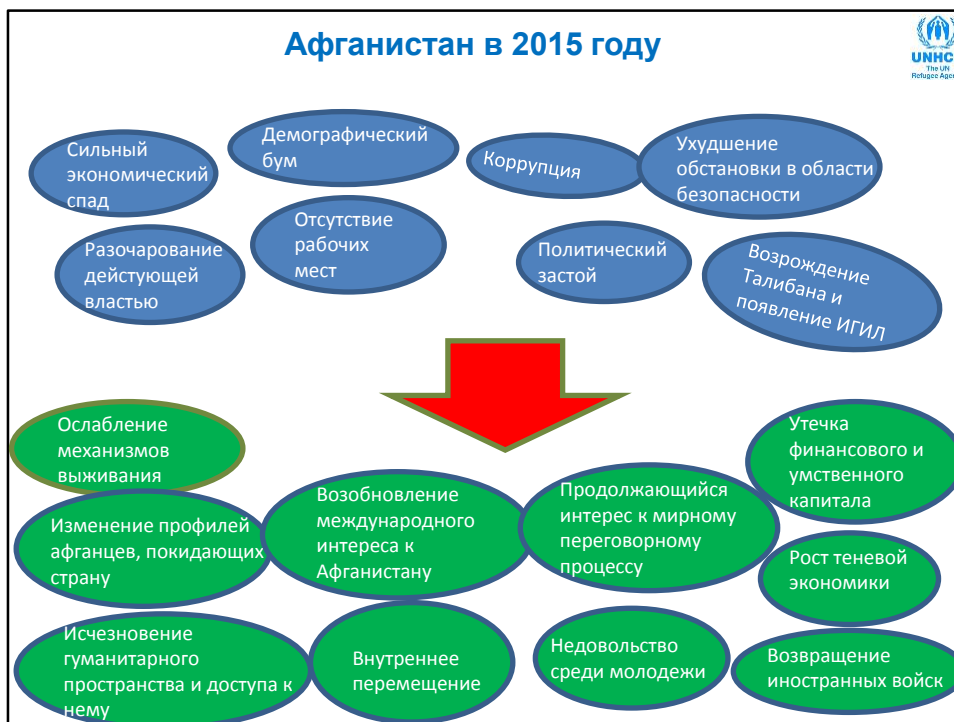 Афганистан в 2015 году
UNHC
The UN
Refugee Agen
Сильный
экономический
спад
Демографический
бум
Коррупция
Ухудшение
обстановки в области
безопасности
Разочарование
дейстующей
властью
Отсутствие
рабочих
мест
Политический
застой
Возрождение
Талибана и
появление ИГИЛ
Ослабление
механизмов
выживания
Утечка
финансового и
умственного
капитала
Изменение профилей
афганцев, покидающих
страну
Возобновление
международного
интереса к
Афганистану
Продолжающийся
интерес к мирному
переговорному
процессу
Рост теневой
экономики
Исчезновение
гуманитарного
пространства и доступа к
нему
Внутреннее
перемещение
Недовольство
среди молодежи
Возвращение
иностранных войск